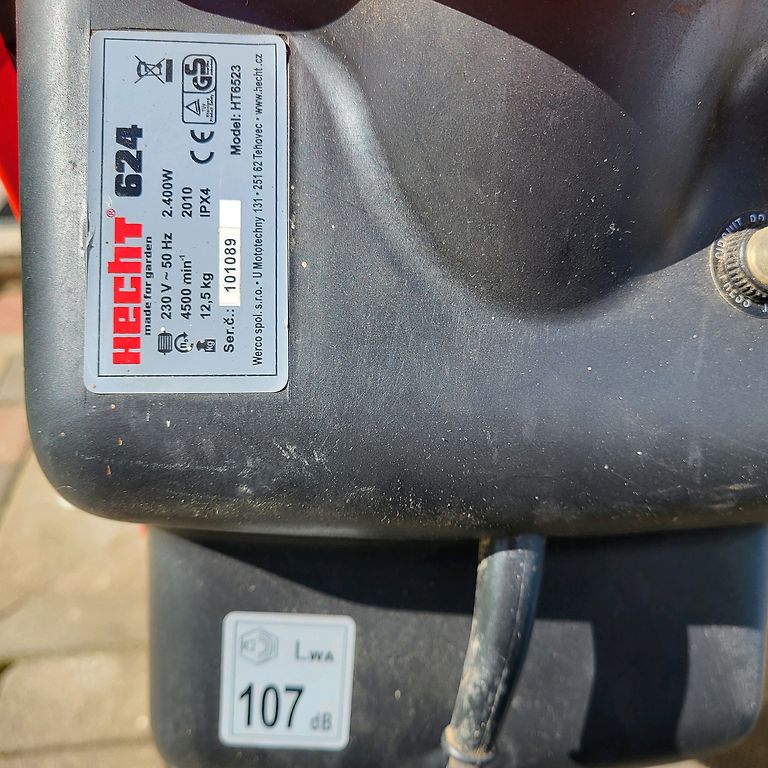 HECHT® 624
made for garden
230 V ~ 50 Hz 2.400W
4500 min⁻¹ 2010
12,5 kg IPX4
Ser.č.: 101089
CE
GS
Model: HT6523
Werco spol. s.r.o. • U Mototechny 131 • 251 62 Tehovec • www.hecht.cz
LWA
107 dB